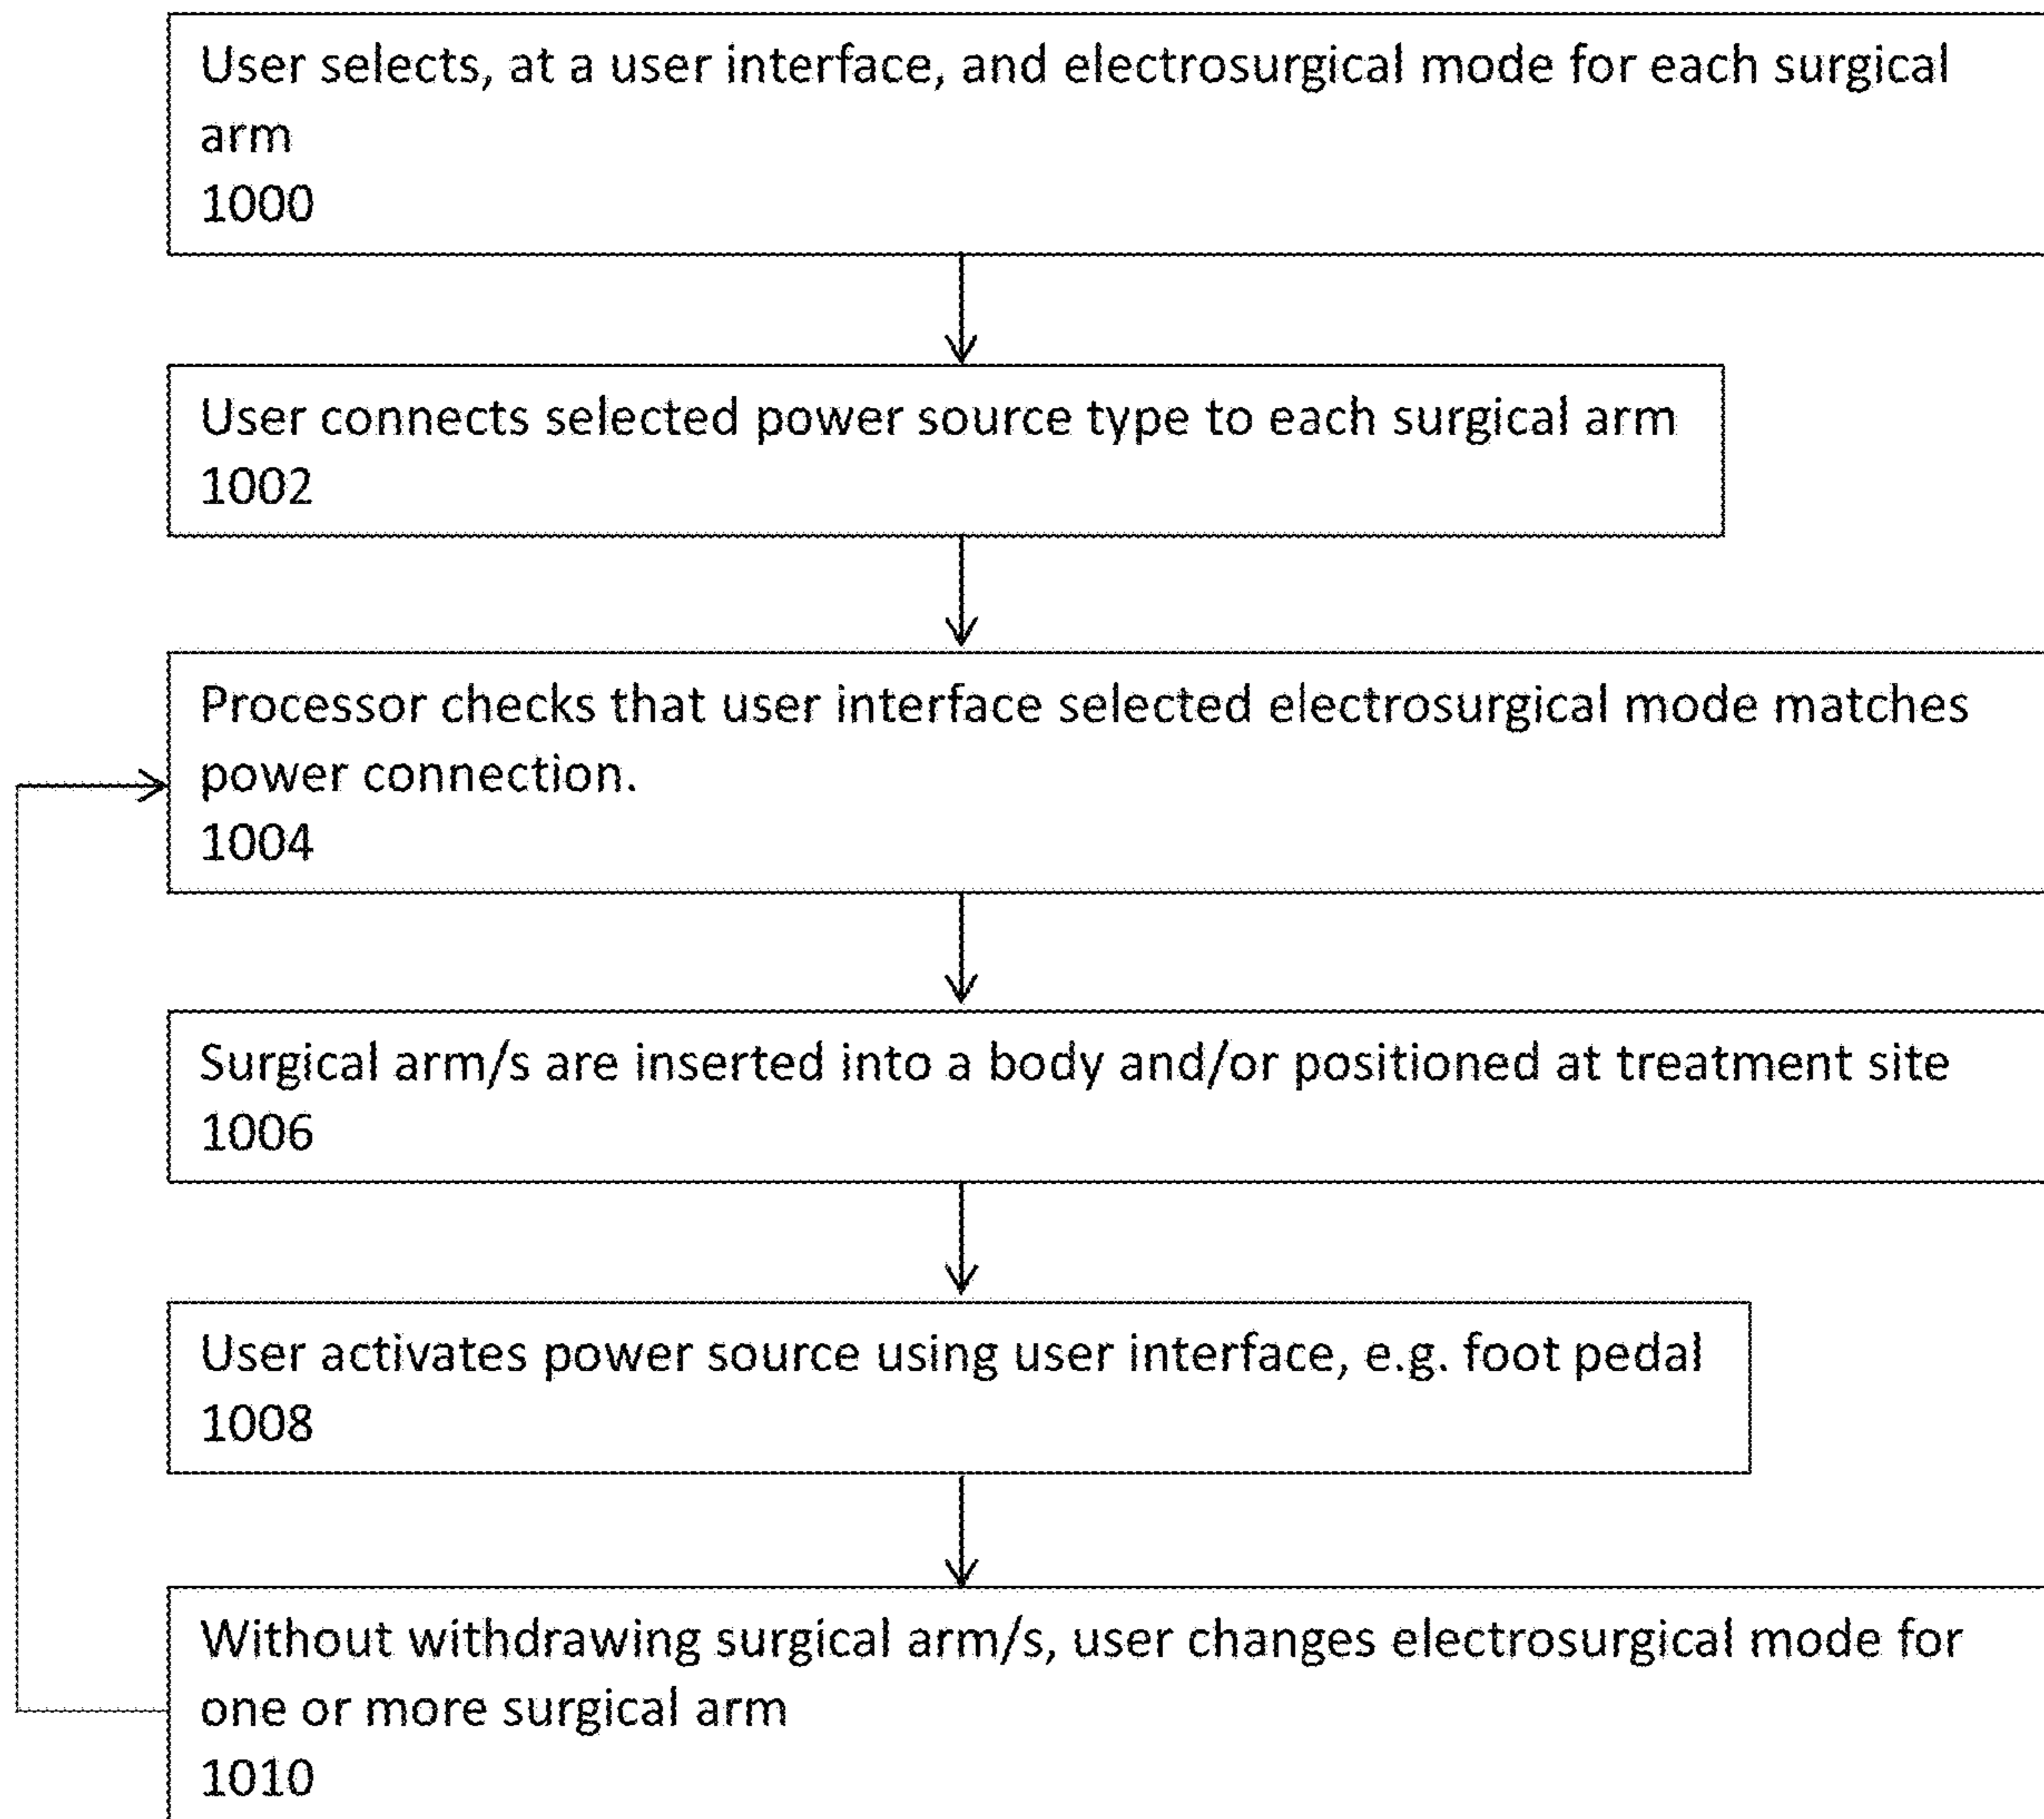 User selects, at a user interface, and electrosurgical mode for each surgical
arm
1000
User connects selected power source type to each surgical arm
1002
Processor checks that user interface selected electrosurgical mode matches
power connection.
1004
Surgical arm/s are inserted into a body and/or positioned at treatment site
1006
User activates power source using user interface, e.g. foot pedal
1008
Without withdrawing surgical arm/s, user changes electrosurgical mode for
one or more surgical arm
1010